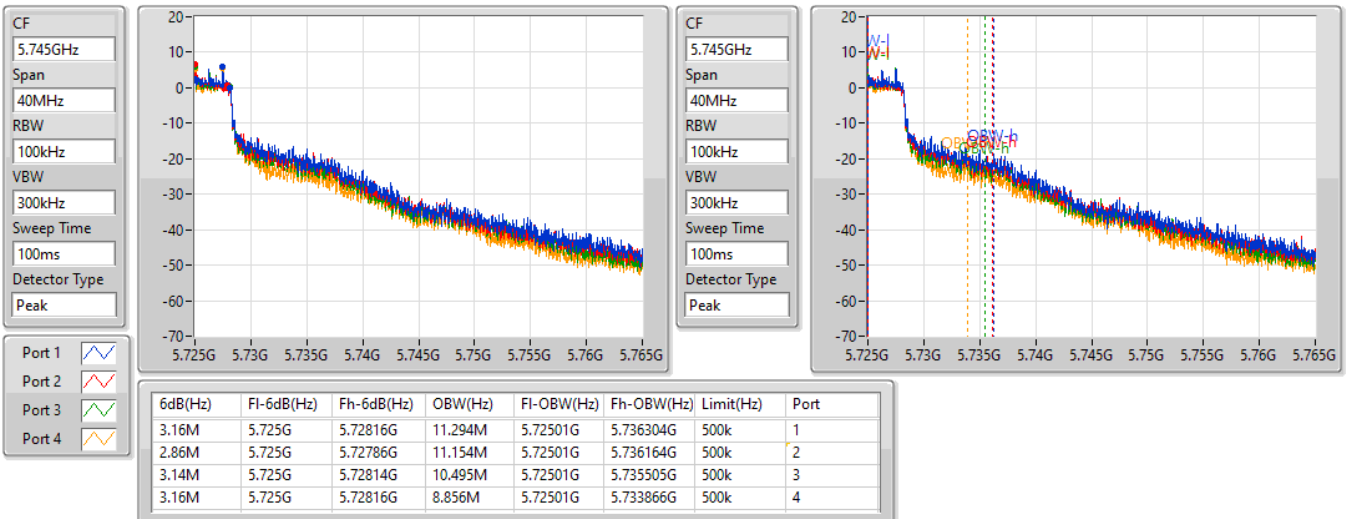 CF
5.745GHz
Span
40MHz
RBW
100kHz
VBW
300kHz
Sweep Time
100ms
Detector Type
Peak
20
10
0
-10
-20
-30
-40
-50
-60
-70
5.725G 5.73G 5.735G 5.74G 5.745G 5.75G 5.755G 5.76G 5.765G
CF
5.745GHz
Span
40MHz
RBW
100kHz
VBW
300kHz
Sweep Time
100ms
Detector Type
Peak
20
10
0
-10
-20
-30
-40
-50
-60
-70
W-l
W-l
OBW-h
OBW-h
5.725G 5.73G 5.735G 5.74G 5.745G 5.75G 5.755G 5.76G 5.765G
Port 1
Port 2
Port 3
Port 4
6dB(Hz) Fl-6dB(Hz) Fh-6dB(Hz) OBW(Hz) Fl-OBW(Hz) Fh-OBW(Hz) Limit(Hz) Port
3.16M 5.725G 5.72816G 11.294M 5.72501G 5.736304G 500k 1
2.86M 5.725G 5.72786G 11.154M 5.72501G 5.736164G 500k 2
3.14M 5.725G 5.72814G 10.495M 5.72501G 5.735505G 500k 3
3.16M 5.725G 5.72816G 8.856M 5.72501G 5.733866G 500k 4